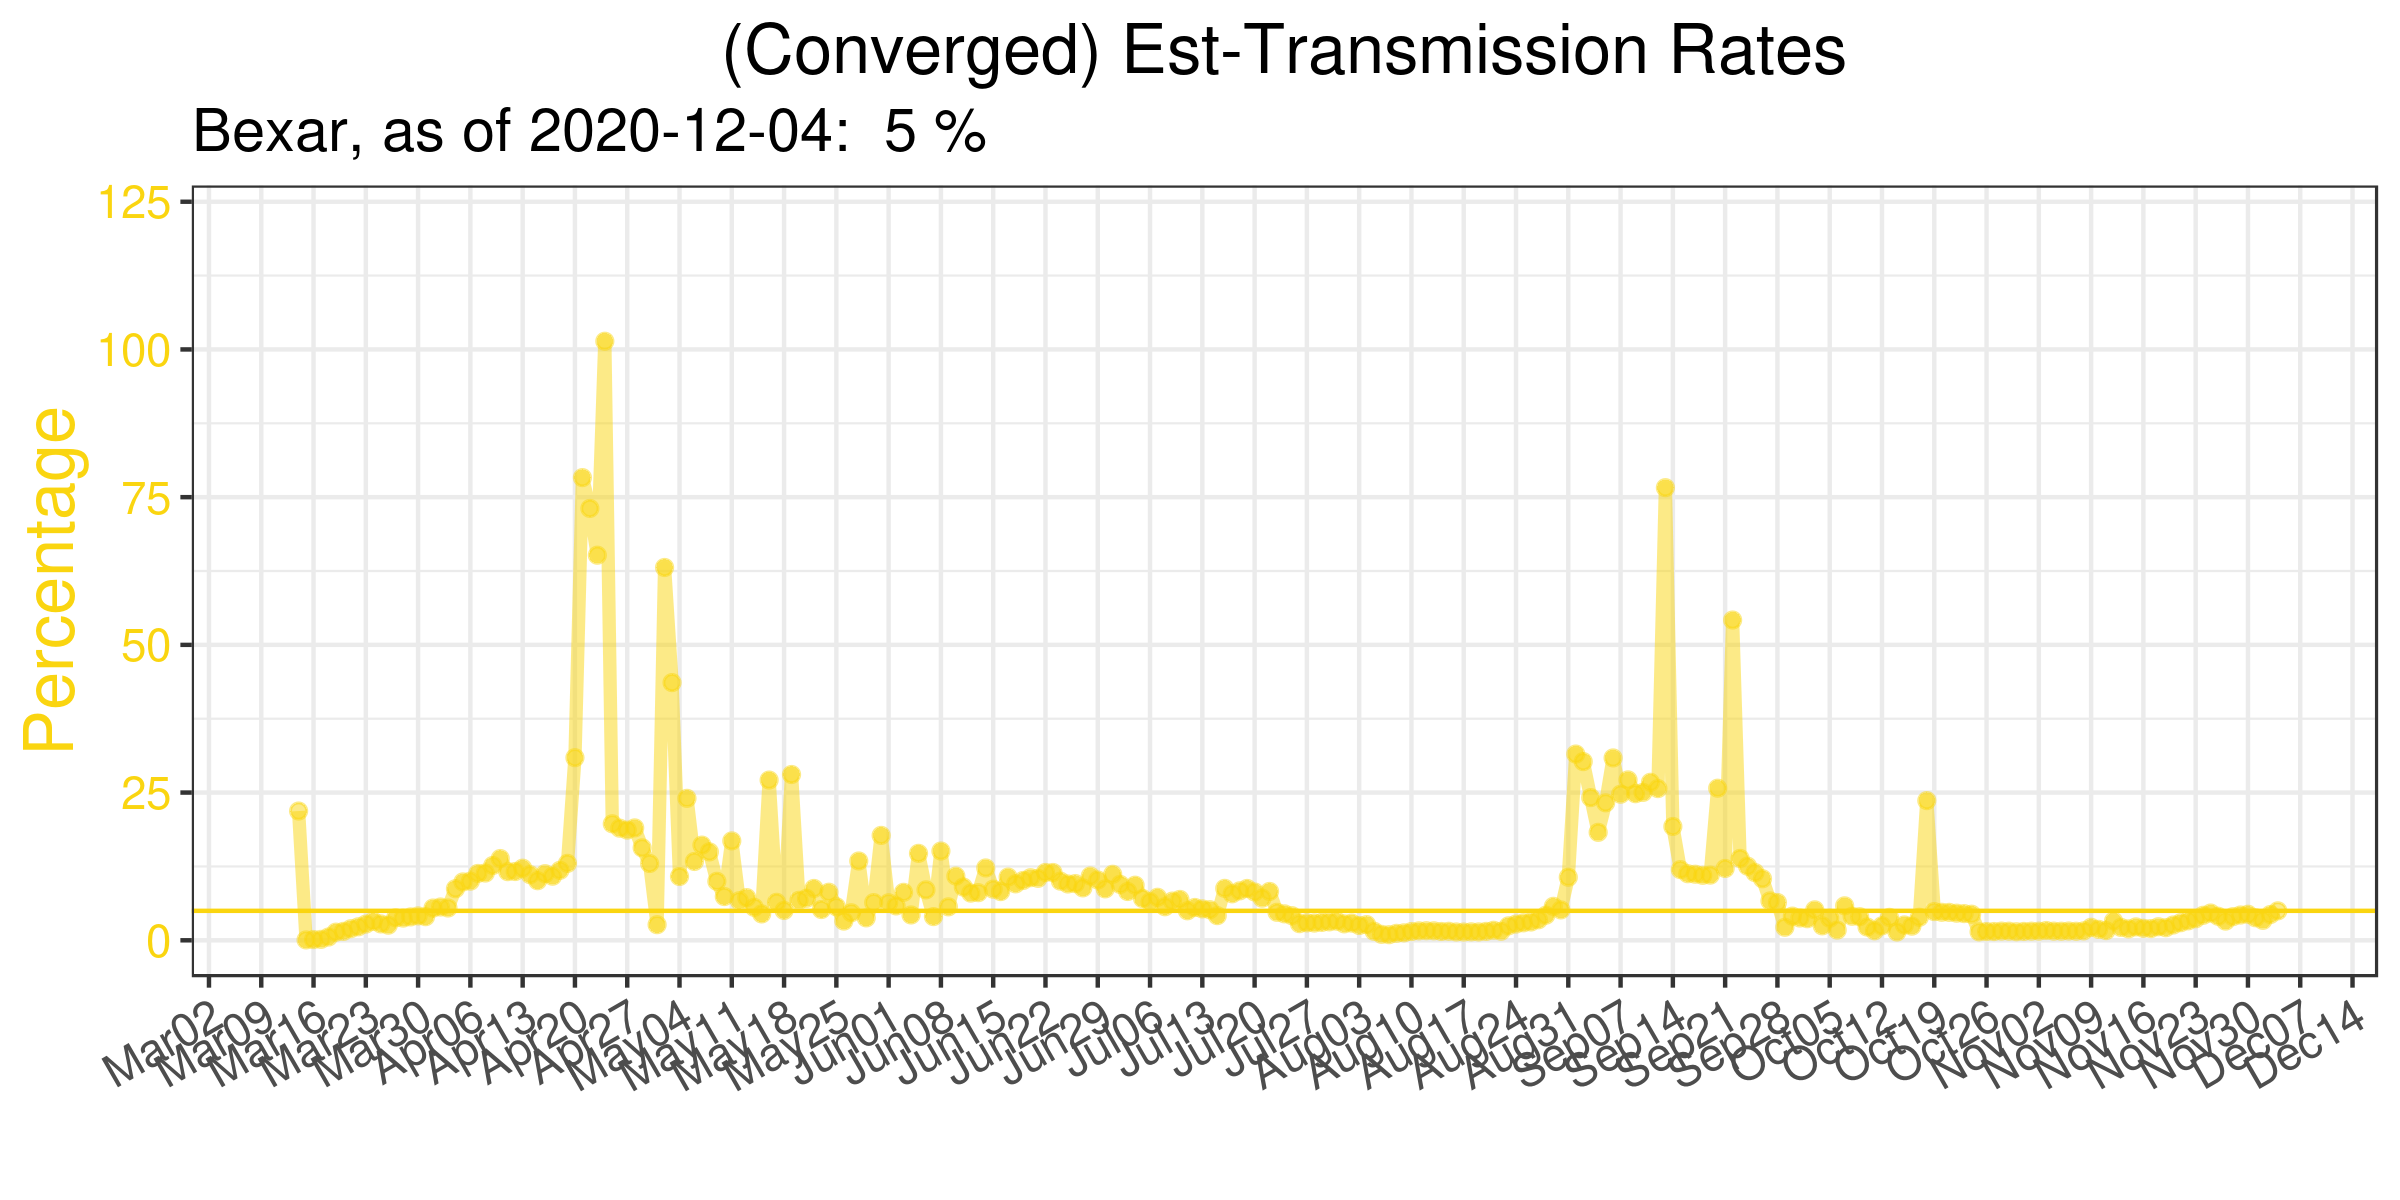 (Converged) Est-Transmission Rates
Bexar, as of 2020-12-04:  5 %
Percentage
125
100
75
50
25
0
Mar02
Mar09
Mar16
Mar23
Mar30
Apr06
Apr13
Apr20
Apr27
May04
May11
May18
May25
Jun01
Jun08
Jun15
Jun22
Jun29
Jul06
Jul13
Jul20
Jul27
Aug03
Aug10
Aug17
Aug24
Aug31
Sep07
Sep14
Sep21
Sep28
Oct05
Oct12
Oct19
Oct26
Nov02
Nov09
Nov16
Nov23
Nov30
Dec07
Dec14